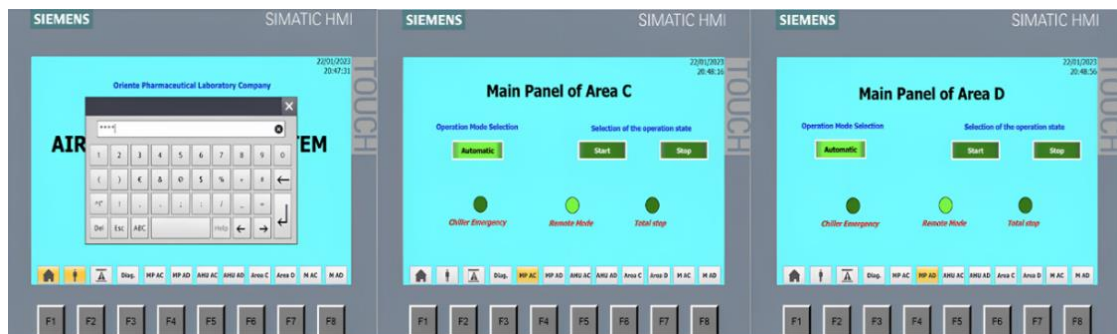 SIEMENS
SIMATIC HMI
TOUCH
22/01/2023
20:47:31
Oriente Pharmaceutical Laboratory Company
AIR
EM
****
1 2 3 4 5 6 7 8 9 0
( ) € & @ $ % + #
! . , ; : / _ =
Del Esc ABC Help
Diag. MP AC MP AD AHU AC AHU AD Area C Area D M AC M AD
F1 F2 F3 F4 F5 F6 F7 F8
SIEMENS
SIMATIC HMI
TOUCH
22/01/2023
20:48:16
Main Panel of Area C
Operation Mode Selection
Selection of the operation state
Automatic
Start
Stop
Chiller Emergency
Remote Mode
Total stop
Diag. MP AC MP AD AHU AC AHU AD Area C Area D M AC M AD
F1 F2 F3 F4 F5 F6 F7 F8
SIEMENS
SIMATIC HMI
TOUCH
22/01/2023
20:48:56
Main Panel of Area D
Operation Mode Selection
Selection of the operation state
Automatic
Start
Stop
Chiller Emergency
Remote Mode
Total stop
Diag. MP AC MP AD AHU AC AHU AD Area C Area D M AC M AD
F1 F2 F3 F4 F5 F6 F7 F8